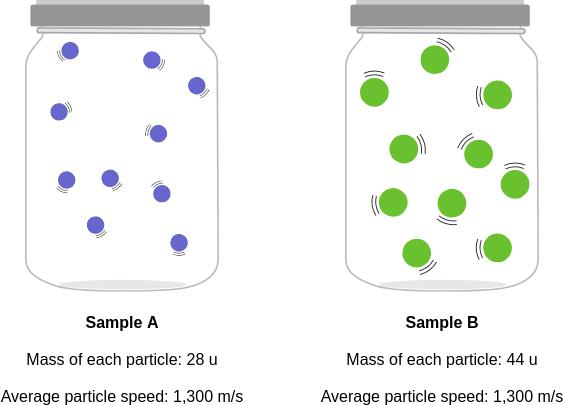 Sample A
Mass of each particle: 28 u
Average particle speed: 1,300 m/s
Sample B
Mass of each particle: 44 u
Average particle speed: 1,300 m/s